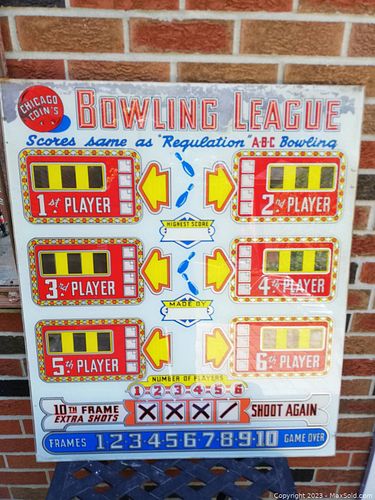 CHICAGO COIN'S
BOWLING LEAGUE
Scores same as "Regulation" A·B·C Bowling
1st PLAYER
2nd PLAYER
HIGHEST SCORE
3rd PLAYER
4th PLAYER
MADE BY
5th PLAYER
6th PLAYER
NUMBER OF PLAYERS
1 2 3 4 5 6
10TH FRAME
EXTRA SHOTS
X X X /
SHOOT AGAIN
FRAMES 1-2-3-4-5-6-7-8-9-10 GAME OVER
Copyright 2023 - MaxSold.com